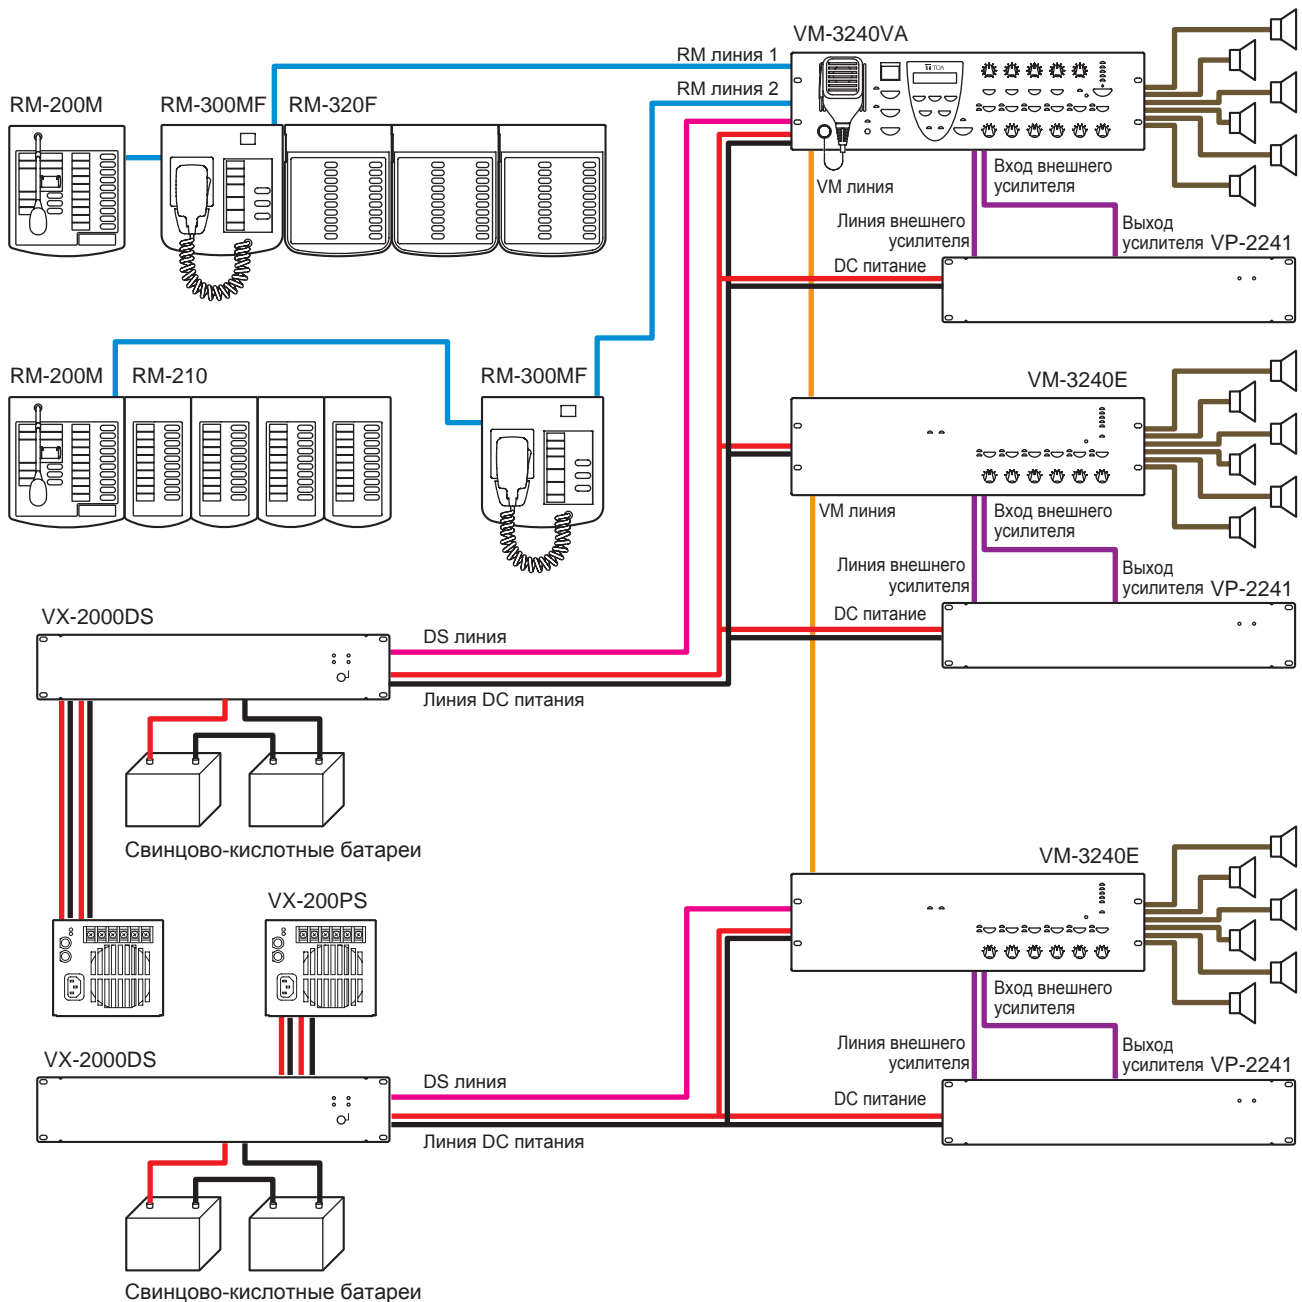 VM-3240VA
RM линия 1
RM линия 2
RM-200M
RM-300MF
RM-320F
TOA
VM линия
Вход внешнего
усилителя
Линия внешнего
усилителя
Выход
усилителя
VP-2241
DC питание
RM-200M
RM-210
RM-300MF
VM-3240E
VM линия
Вход внешнего
усилителя
Линия внешнего
усилителя
Выход
усилителя
VP-2241
DC питание
VX-2000DS
DS линия
Линия DC питания
Свинцово-кислотные батареи
VM-3240E
VX-200PS
Вход внешнего
усилителя
Линия внешнего
усилителя
Выход
усилителя
VP-2241
DC питание
VX-2000DS
DS линия
Линия DC питания
Свинцово-кислотные батареи